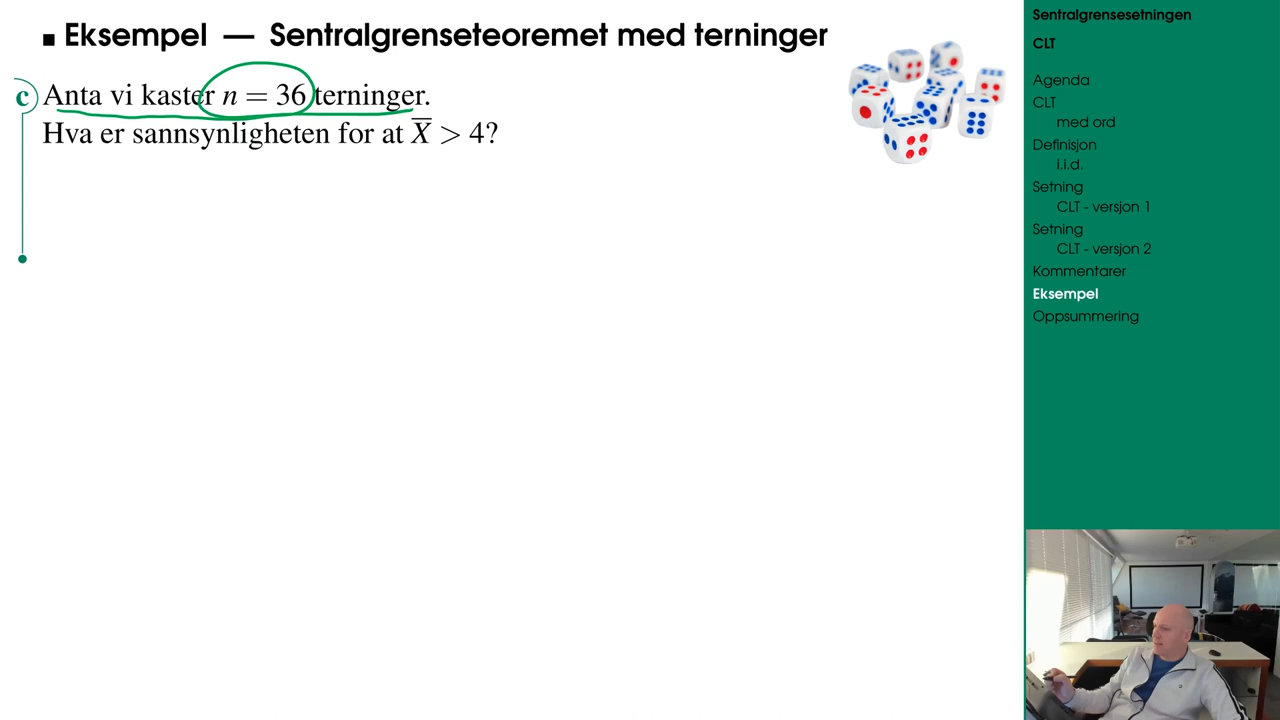 Eksempel — Sentralgrenseteoremet med terninger
c Anta vi kaster n = 36 terninger.
Hva er sannsynligheten for at X̅ > 4?
Sentralgrensesetningen
CLT
Agenda
CLT
med ord
Definisjon
i.i.d.
Setning
CLT - versjon 1
Setning
CLT - versjon 2
Kommentarer
Eksempel
Oppsummering